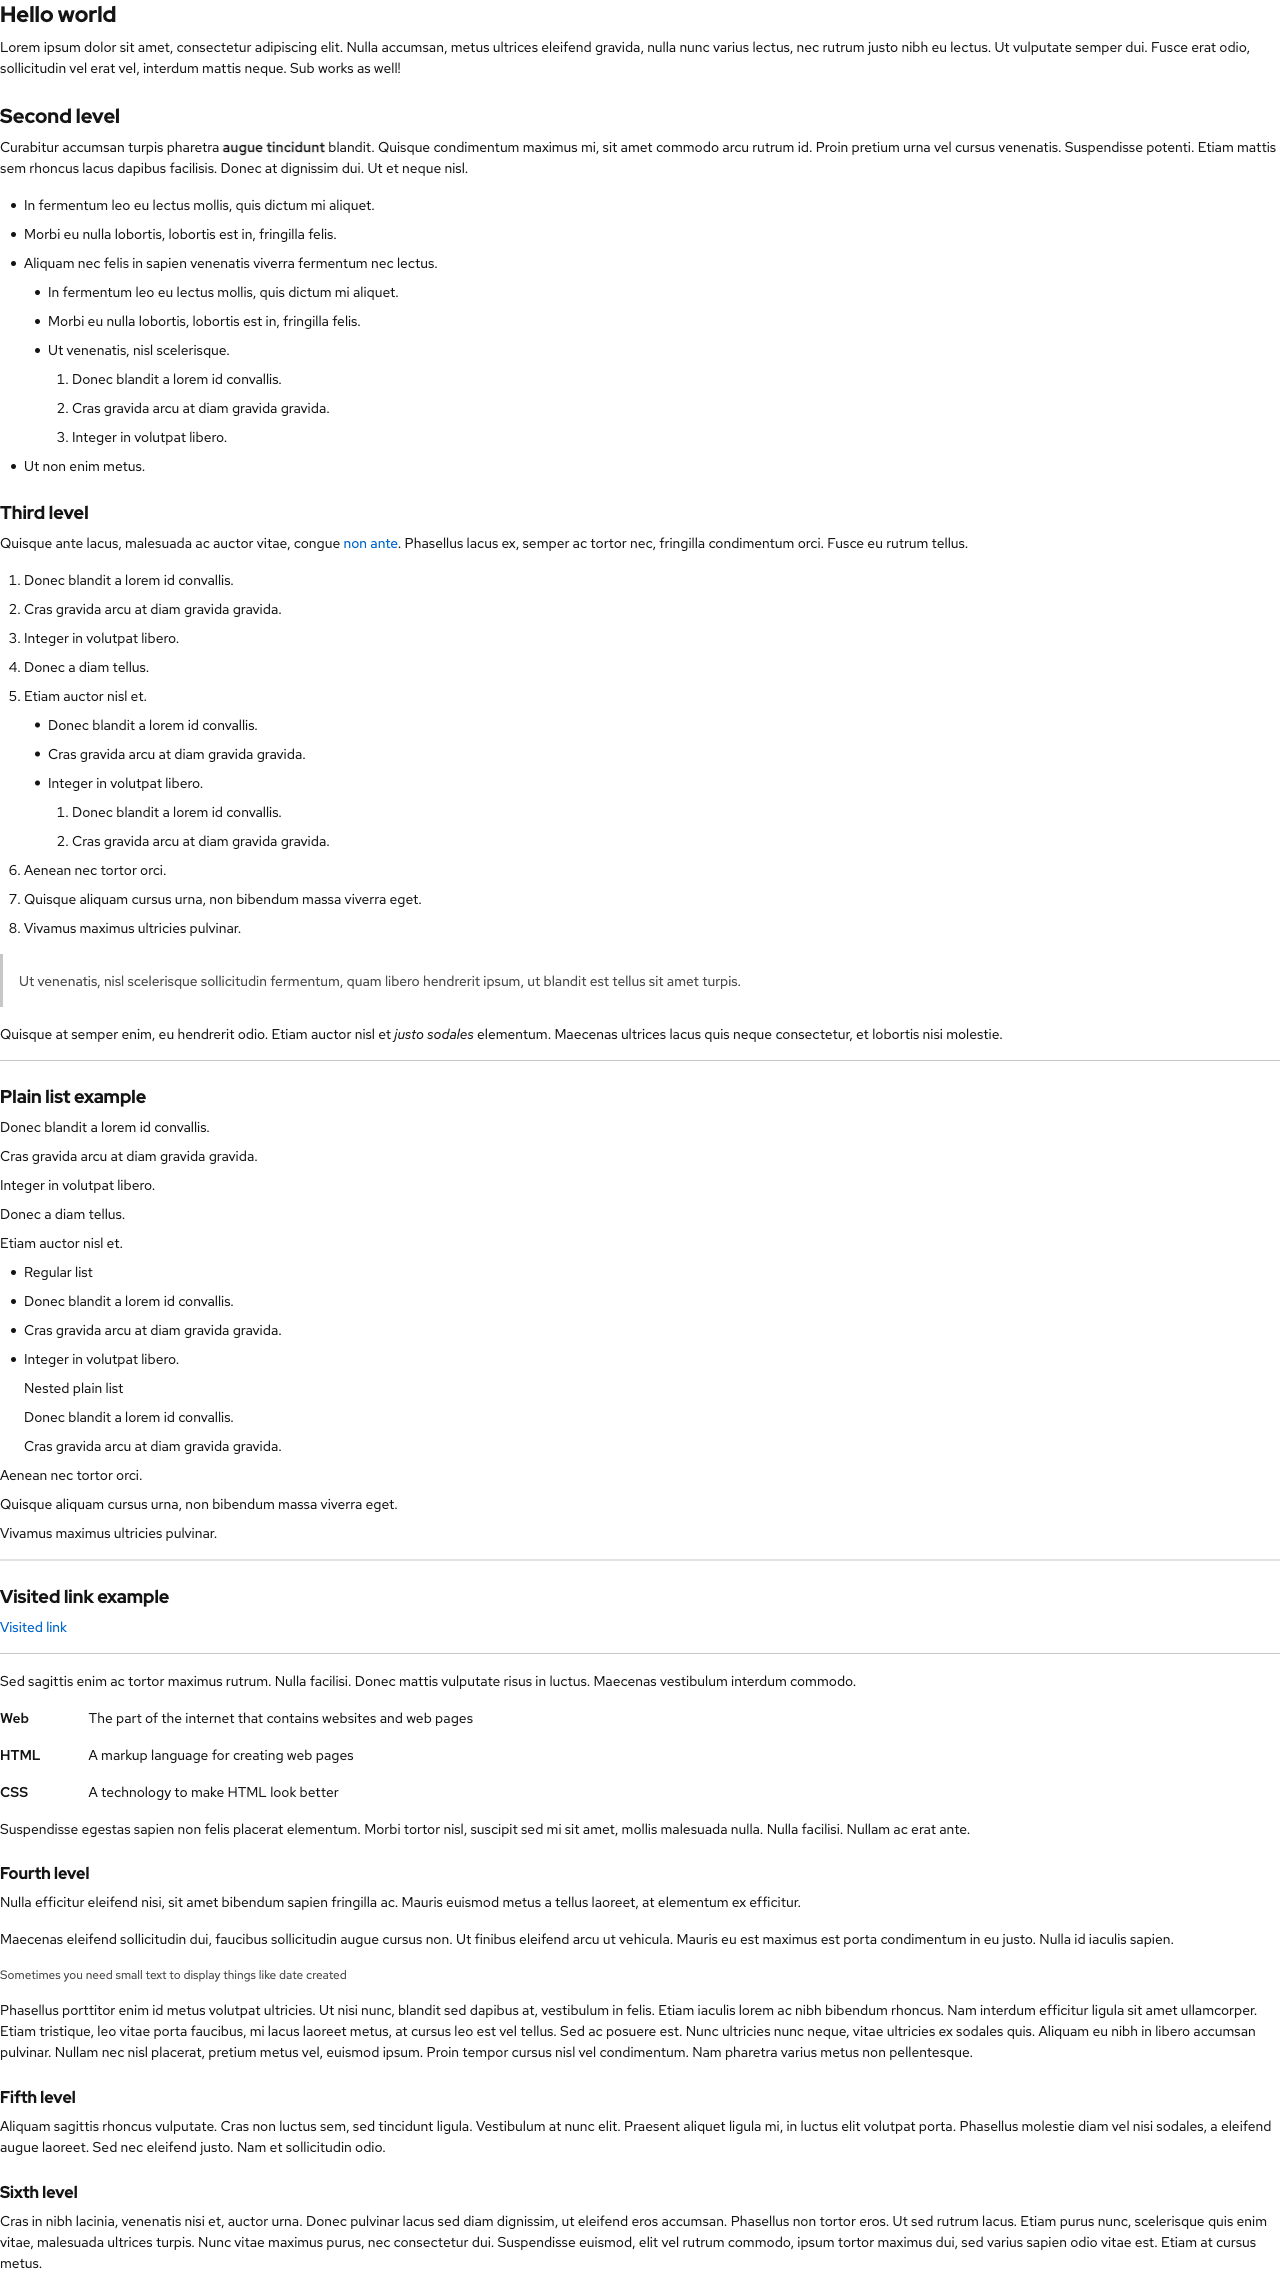 Hello world
Lorem ipsum dolor sit amet, consectetur adipiscing elit. Nulla accumsan, metus ultrices eleifend gravida, nulla nunc varius lectus, nec rutrum justo nibh eu lectus. Ut vulputate semper dui. Fusce erat odio,
sollicitudin vel erat vel, interdum mattis neque. Sub works as well!
Second level
Curabitur accumsan turpis pharetra augue tincidunt blandit. Quisque condimentum maximus mi, sit amet commodo arcu rutrum id. Proin pretium urna vel cursus venenatis. Suspendisse potenti. Etiam mattis
sem rhoncus lacus dapibus facilisis. Donec at dignissim dui. Ut et neque nisl.
• In fermentum leo eu lectus mollis, quis dictum mi aliquet.
• Morbi eu nulla lobortis, lobortis est in, fringilla felis.
• Aliquam nec felis in sapien venenatis viverra fermentum nec lectus.
• In fermentum leo eu lectus mollis, quis dictum mi aliquet.
• Morbi eu nulla lobortis, lobortis est in, fringilla felis.
• Ut venenatis, nisl scelerisque.
1. Donec blandit a lorem id convallis.
2. Cras gravida arcu at diam gravida gravida.
3. Integer in volutpat libero.
• Ut non enim metus.
Third level
Quisque ante lacus, malesuada ac auctor vitae, congue non ante. Phasellus lacus ex, semper ac tortor nec, fringilla condimentum orci. Fusce eu rutrum tellus.
1. Donec blandit a lorem id convallis.
2. Cras gravida arcu at diam gravida gravida.
3. Integer in volutpat libero.
4. Donec a diam tellus.
5. Etiam auctor nisl et.
• Donec blandit a lorem id convallis.
• Cras gravida arcu at diam gravida gravida.
• Integer in volutpat libero.
1. Donec blandit a lorem id convallis.
2. Cras gravida arcu at diam gravida gravida.
6. Aenean nec tortor orci.
7. Quisque aliquam cursus urna, non bibendum massa viverra eget.
8. Vivamus maximus ultricies pulvinar.
Ut venenatis, nisl scelerisque sollicitudin fermentum, quam libero hendrerit ipsum, ut blandit est tellus sit amet turpis.
Quisque at semper enim, eu hendrerit odio. Etiam auctor nisl et justo sodales elementum. Maecenas ultrices lacus quis neque consectetur, et lobortis nisi molestie.
Plain list example
Donec blandit a lorem id convallis.
Cras gravida arcu at diam gravida gravida.
Integer in volutpat libero.
Donec a diam tellus.
Etiam auctor nisl et.
• Regular list
• Donec blandit a lorem id convallis.
• Cras gravida arcu at diam gravida gravida.
• Integer in volutpat libero.
Nested plain list
Donec blandit a lorem id convallis.
Cras gravida arcu at diam gravida gravida.
Aenean nec tortor orci.
Quisque aliquam cursus urna, non bibendum massa viverra eget.
Vivamus maximus ultricies pulvinar.
Visited link example
Visited link
Sed sagittis enim ac tortor maximus rutrum. Nulla facilisi. Donec mattis vulputate risus in luctus. Maecenas vestibulum interdum commodo.
Web The part of the internet that contains websites and web pages
HTML A markup language for creating web pages
CSS A technology to make HTML look better
Suspendisse egestas sapien non felis placerat elementum. Morbi tortor nisl, suscipit sed mi sit amet, mollis malesuada nulla. Nulla facilisi. Nullam ac erat ante.
Fourth level
Nulla efficitur eleifend nisi, sit amet bibendum sapien fringilla ac. Mauris euismod metus a tellus laoreet, at elementum ex efficitur.
Maecenas eleifend sollicitudin dui, faucibus sollicitudin augue cursus non. Ut finibus eleifend arcu ut vehicula. Mauris eu est maximus est porta condimentum in eu justo. Nulla id iaculis sapien.
Sometimes you need small text to display things like date created
Phasellus porttitor enim id metus volutpat ultricies. Ut nisi nunc, blandit sed dapibus at, vestibulum in felis. Etiam iaculis lorem ac nibh bibendum rhoncus. Nam interdum efficitur ligula sit amet ullamcorper.
Etiam tristique, leo vitae porta faucibus, mi lacus laoreet metus, at cursus leo est vel tellus. Sed ac posuere est. Nunc ultricies nunc neque, vitae ultricies ex sodales quis. Aliquam eu nibh in libero accumsan
pulvinar. Nullam nec nisl placerat, pretium metus vel, euismod ipsum. Proin tempor cursus nisl vel condimentum. Nam pharetra varius metus non pellentesque.
Fifth level
Aliquam sagittis rhoncus vulputate. Cras non luctus sem, sed tincidunt ligula. Vestibulum at nunc elit. Praesent aliquet ligula mi, in luctus elit volutpat porta. Phasellus molestie diam vel nisi sodales, a eleifend
augue laoreet. Sed nec eleifend justo. Nam et sollicitudin odio.
Sixth level
Cras in nibh lacinia, venenatis nisi et, auctor urna. Donec pulvinar lacus sed diam dignissim, ut eleifend eros accumsan. Phasellus non tortor eros. Ut sed rutrum lacus. Etiam purus nunc, scelerisque quis enim
vitae, malesuada ultrices turpis. Nunc vitae maximus purus, nec consectetur dui. Suspendisse euismod, elit vel rutrum commodo, ipsum tortor maximus dui, sed varius sapien odio vitae est. Etiam at cursus
metus.